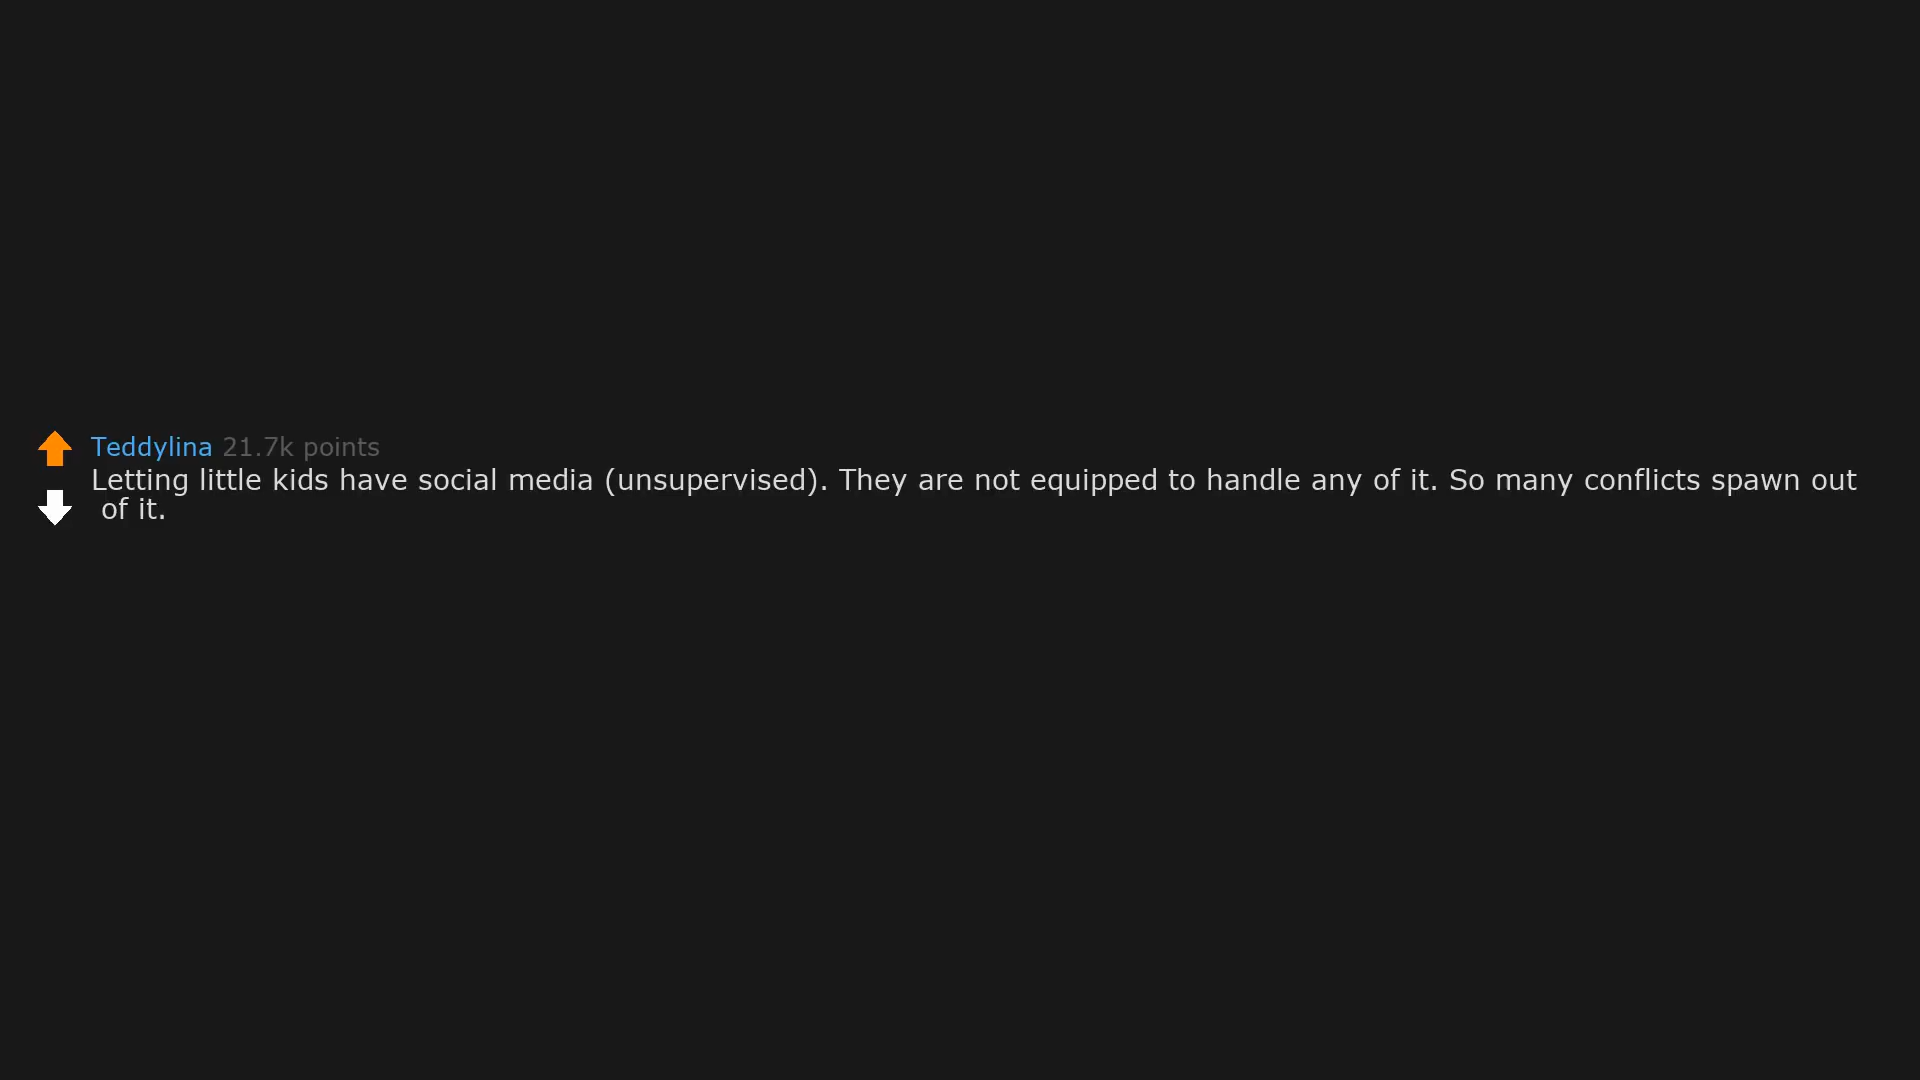 Teddylina 21.7k points
Letting little kids have social media (unsupervised). They are not equipped to handle any of it. So many conflicts spawn out
of it.